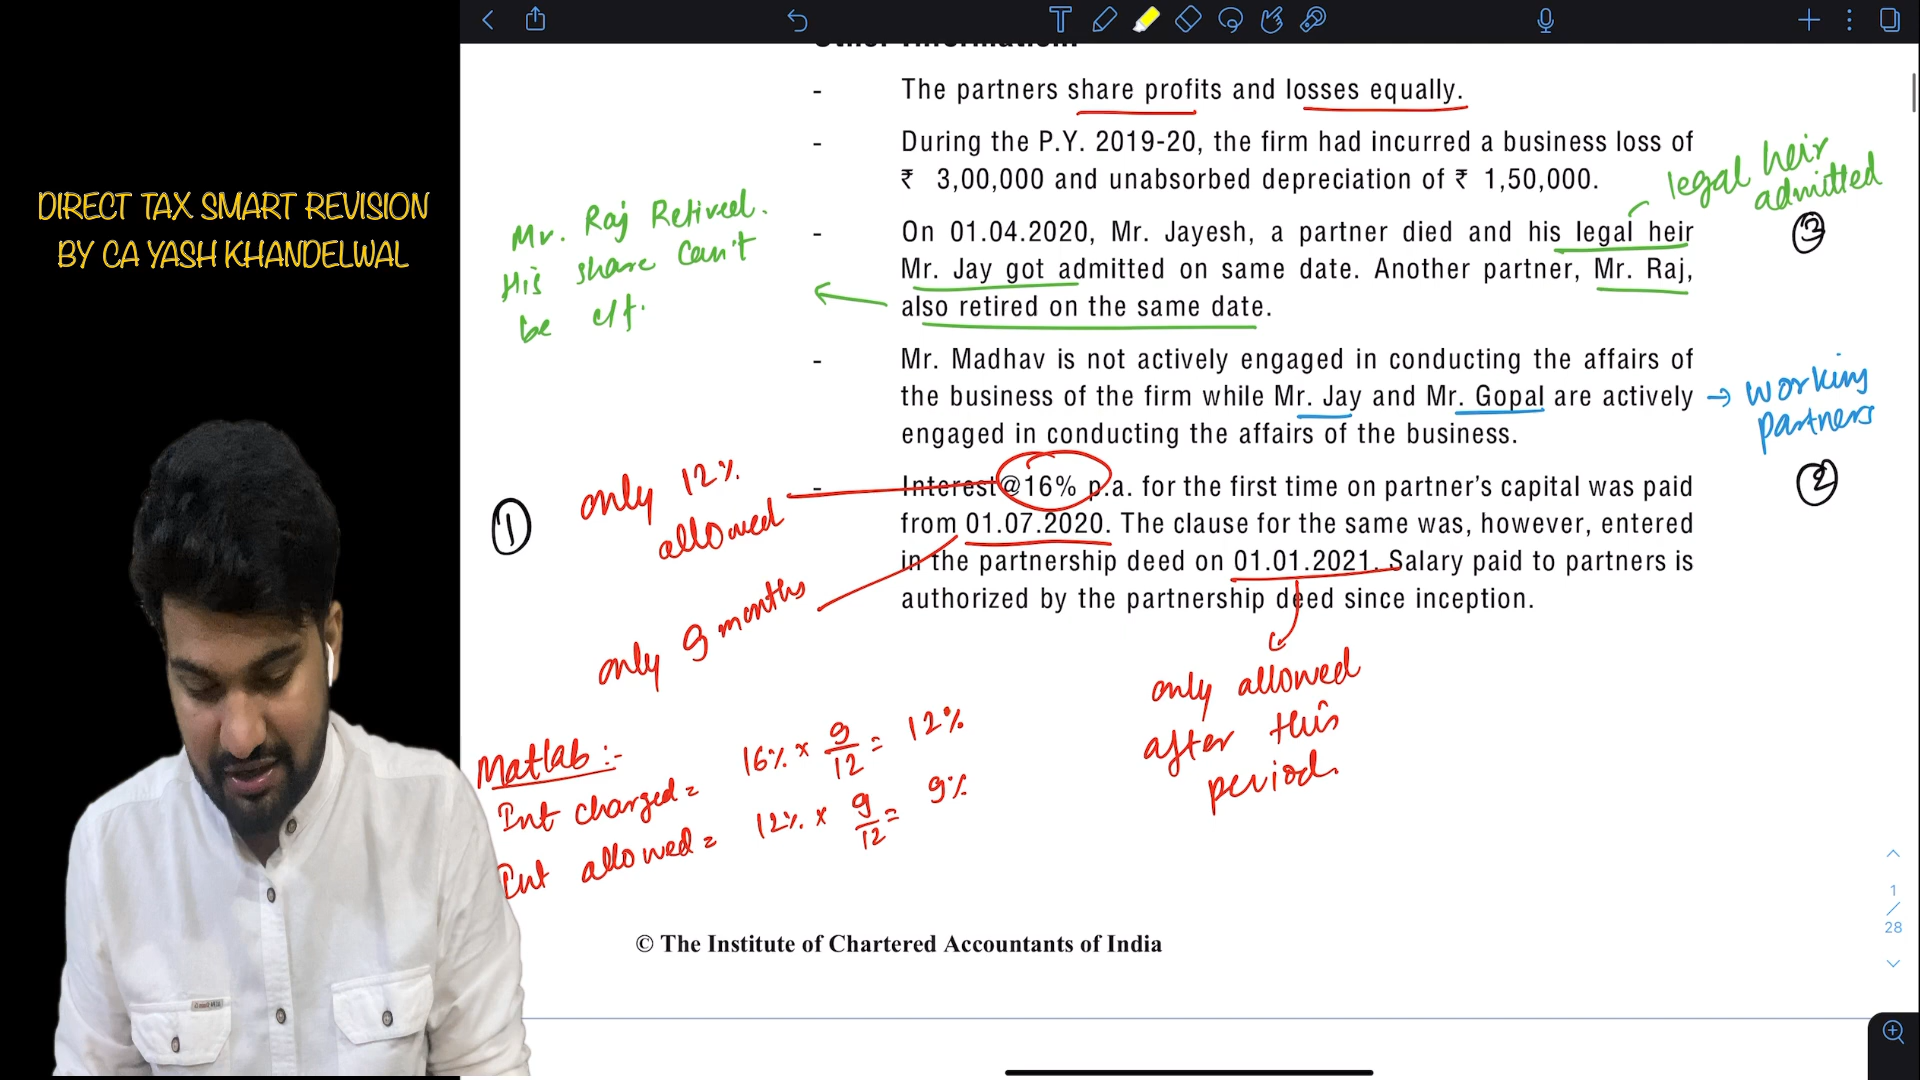 DIRECT TAX SMART REVISION
BY CA YASH KHANDELWAL
Other Information:
- The partners share profits and losses equally.
- During the P.Y. 2019-20, the firm had incurred a business loss of
₹ 3,00,000 and unabsorbed depreciation of ₹ 1,50,000.
legal heir
admitted
③
Mr. Raj Retired.
His share Can't
be c/f.
- On 01.04.2020, Mr. Jayesh, a partner died and his legal heir
Mr. Jay got admitted on same date. Another partner, Mr. Raj,
also retired on the same date.
- Mr. Madhav is not actively engaged in conducting the affairs of
the business of the firm while Mr. Jay and Mr. Gopal are actively
engaged in conducting the affairs of the business.
→ working
partners
②
- Interest @16% p.a. for the first time on partner's capital was paid
from 01.07.2020. The clause for the same was, however, entered
in the partnership deed on 01.01.2021. Salary paid to partners is
authorized by the partnership deed since inception.
①
only 12%
allowed
only 9 months
only allowed
after this
period.
Matlab :-
Int charged = 16% × 9/12 = 12%
Int allowed = 12% × 9/12 = 9%
© The Institute of Chartered Accountants of India
1
/
28